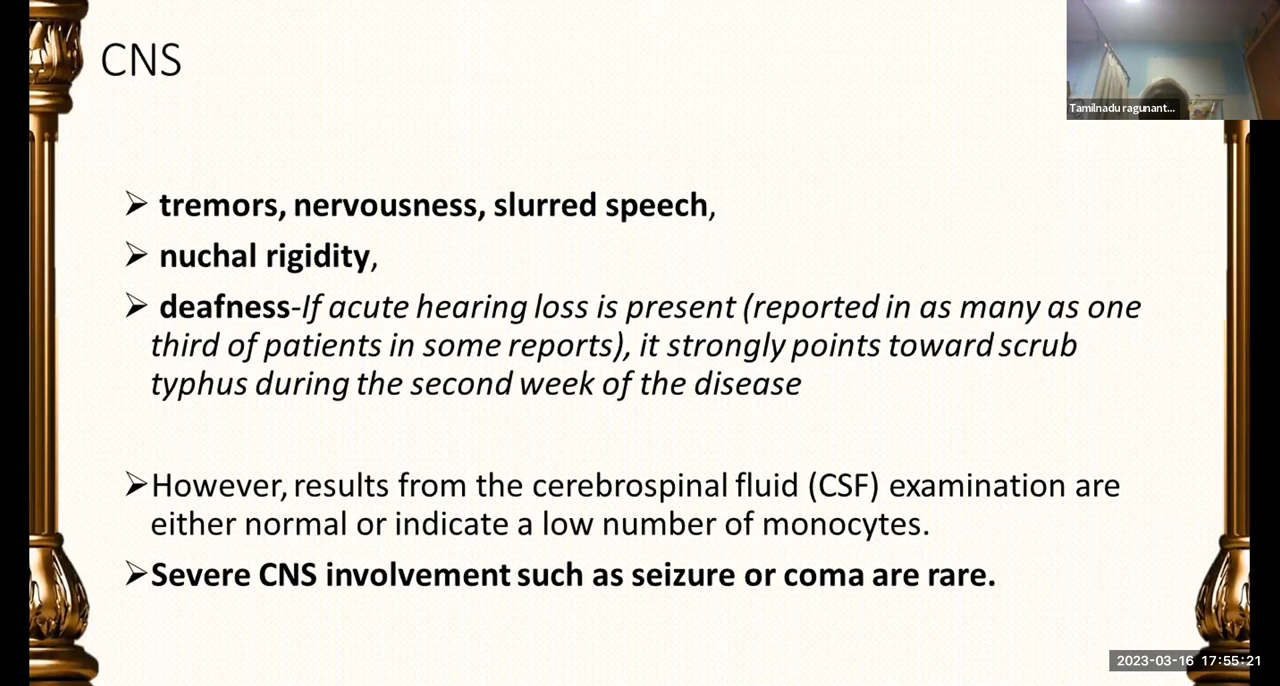 CNS
Tamilnadu ragunant...
➢ tremors, nervousness, slurred speech,
➢ nuchal rigidity,
➢ deafness-If acute hearing loss is present (reported in as many as one
third of patients in some reports), it strongly points toward scrub
typhus during the second week of the disease
➢However, results from the cerebrospinal fluid (CSF) examination are
either normal or indicate a low number of monocytes.
➢Severe CNS involvement such as seizure or coma are rare.
2023-03-16 17:55:21